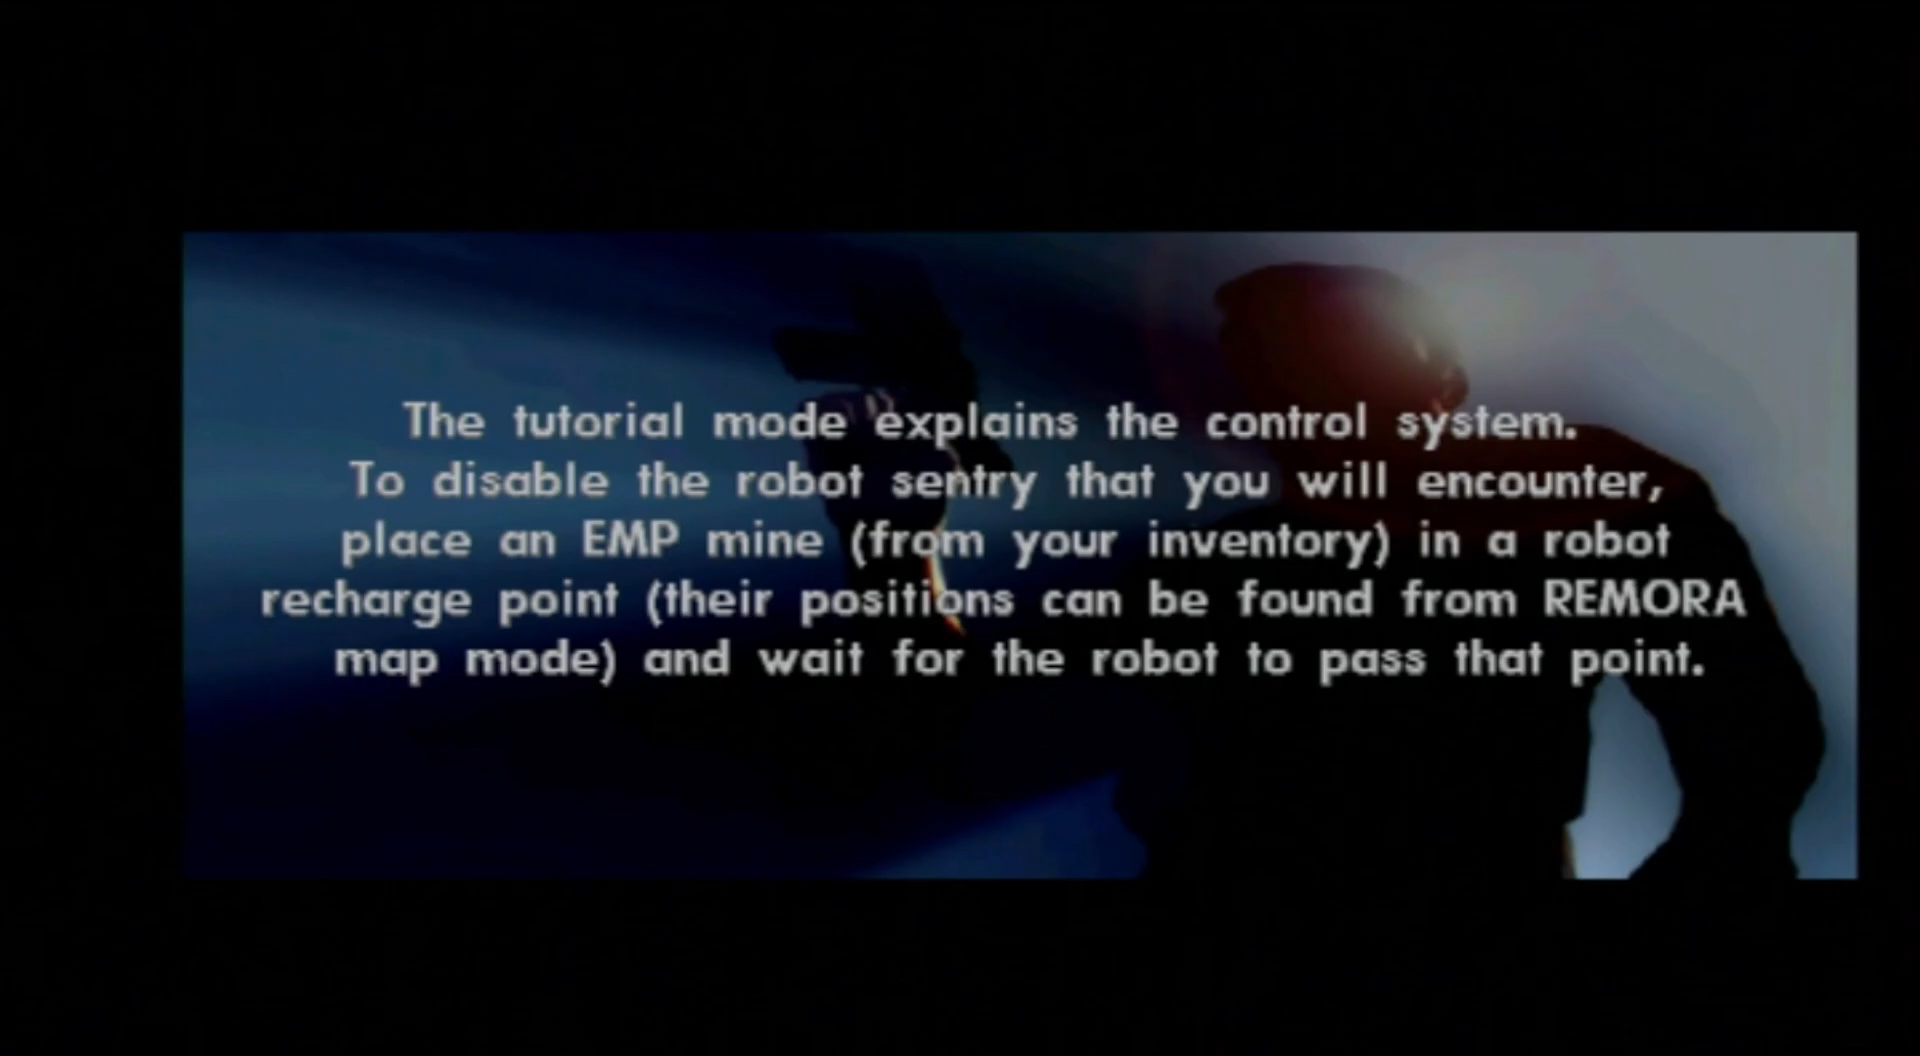 The tutorial mode explains the control system.
To disable the robot sentry that you will encounter,
place an EMP mine (from your inventory) in a robot
recharge point (their positions can be found from REMORA
map mode) and wait for the robot to pass that point.